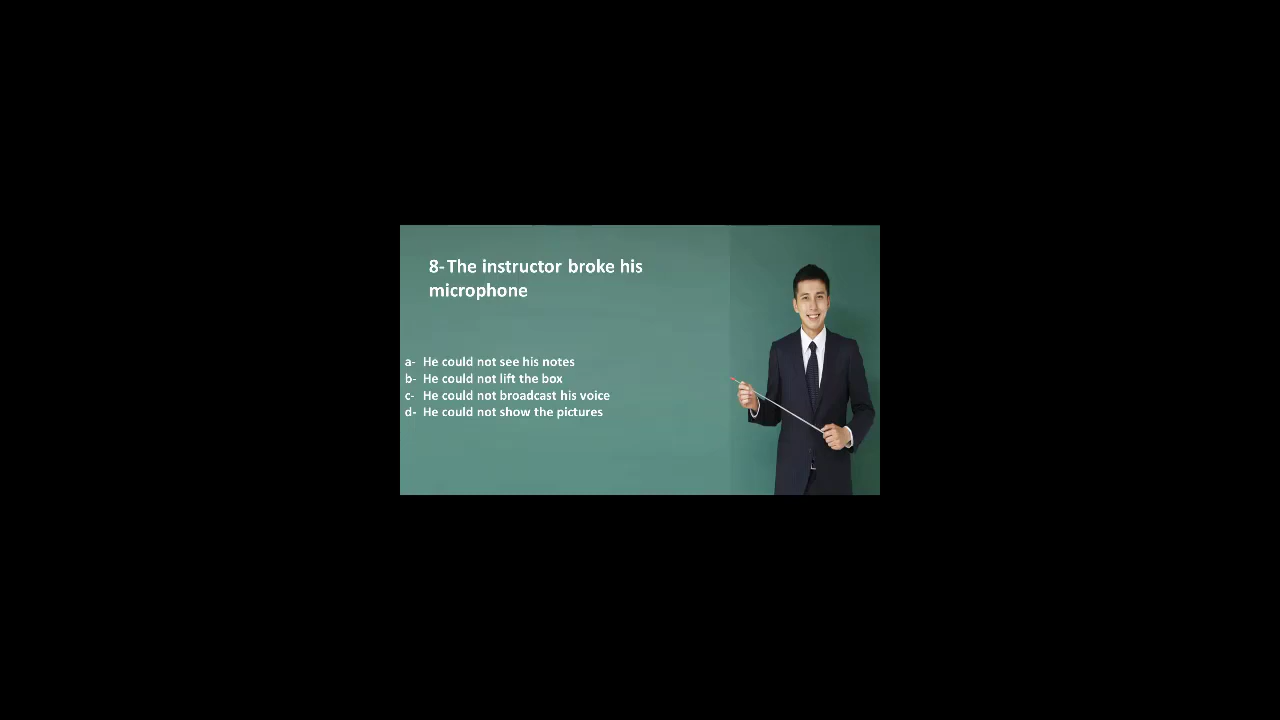 8-The instructor broke his
microphone
a- He could not see his notes
b- He could not lift the box
c- He could not broadcast his voice
d- He could not show the pictures